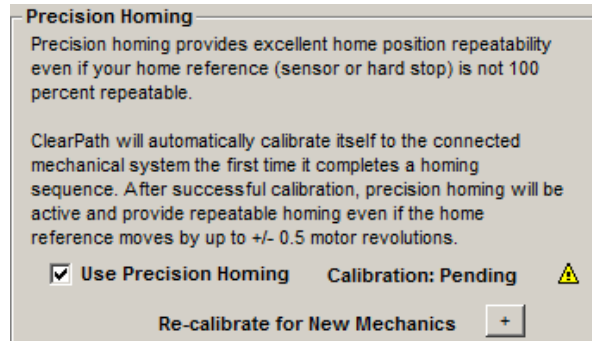 Precision Homing
Precision homing provides excellent home position repeatability
even if your home reference (sensor or hard stop) is not 100
percent repeatable.
ClearPath will automatically calibrate itself to the connected
mechanical system the first time it completes a homing
sequence. After successful calibration, precision homing will be
active and provide repeatable homing even if the home
reference moves by up to +/- 0.5 motor revolutions.
Use Precision Homing Calibration: Pending
Re-calibrate for New Mechanics +